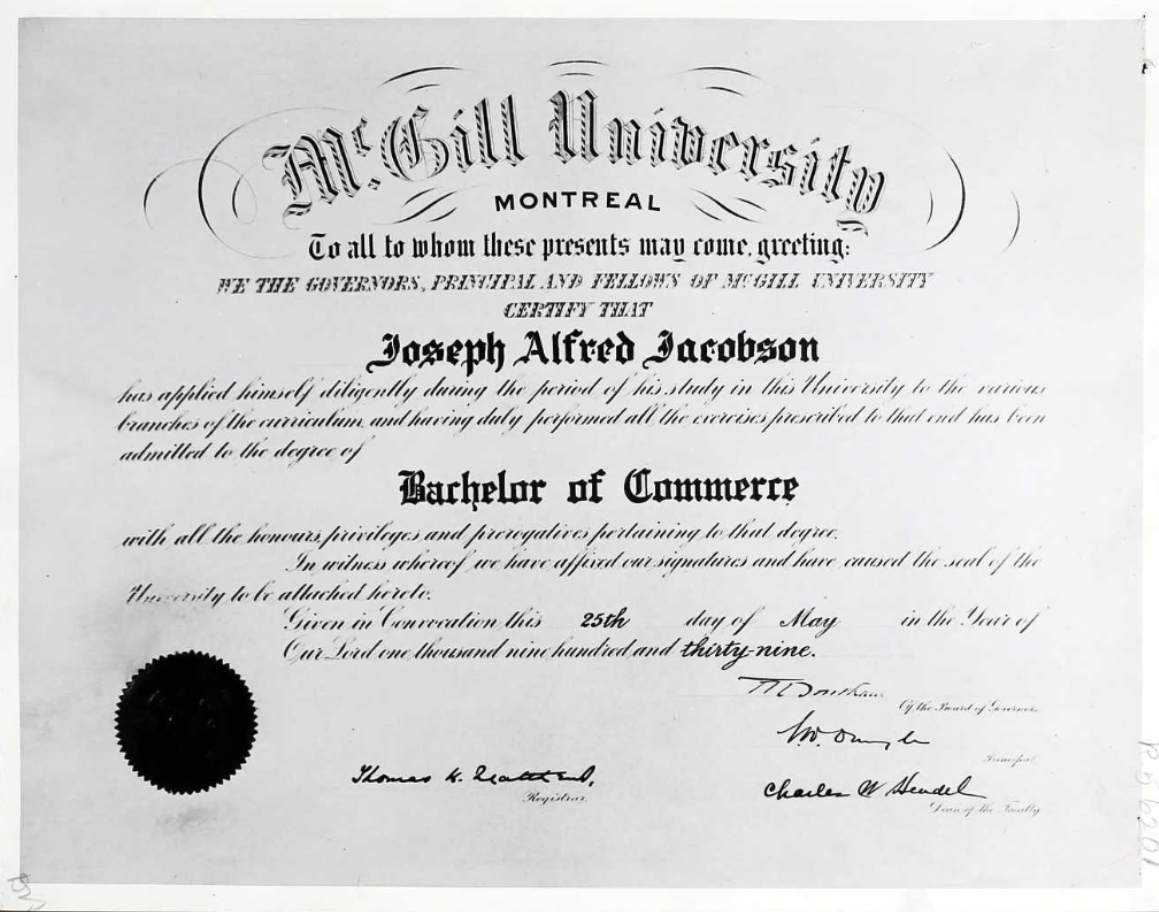 McGill University
MONTREAL
To all to whom these presents may come, greeting:
WE THE GOVERNORS, PRINCIPAL AND FELLOWS OF McGILL UNIVERSITY
CERTIFY THAT
Joseph Alfred Jacobson
has applied himself diligently during the period of his study in this University to the various
branches of the curriculum, and having duly performed all the exercises prescribed to that end has been
admitted to the degree of
Bachelor of Commerce
with all the honours, privileges and prerogatives pertaining to that degree.
In witness whereof we have affixed our signatures and have caused the seal of the
University to be attached hereto.
Given in Convocation this 25th day of May in the Year of
Our Lord one thousand nine hundred and thirty-nine.
Of the Board of Governors
Principal.
Thomas H.
Registrar.
Charles W Hendel
Dean of the Faculty